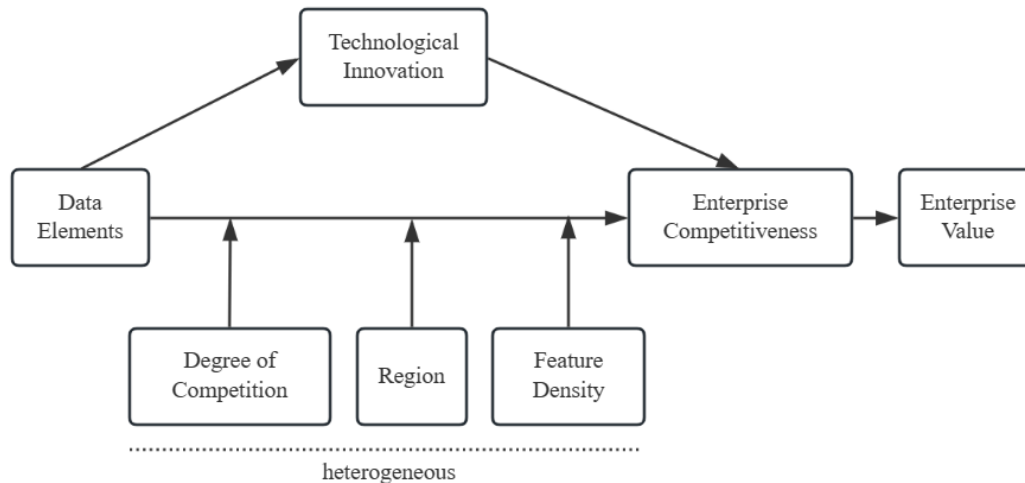 Technological
Innovation
Data
Elements
Enterprise
Competitiveness
Enterprise
Value
Degree of
Competition
Region
Feature
Density
heterogeneous